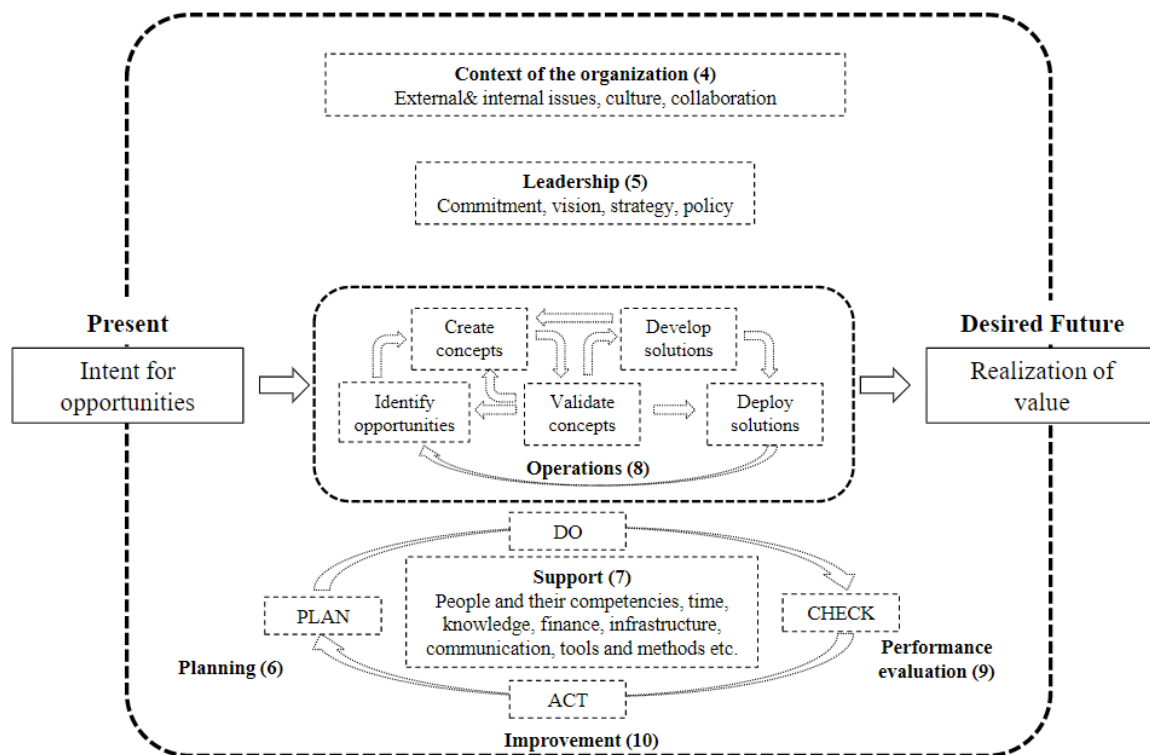 Context of the organization (4)
External& internal issues, culture, collaboration
Leadership (5)
Commitment, vision, strategy, policy
Present
Intent for
opportunities
Create
concepts
Develop
solutions
Identify
opportunities
Validate
concepts
Deploy
solutions
Operations (8)
Desired Future
Realization of
value
DO
Support (7)
People and their competencies, time,
knowledge, finance, infrastructure,
communication, tools and methods etc.
PLAN
CHECK
Planning (6)
Performance
evaluation (9)
ACT
Improvement (10)